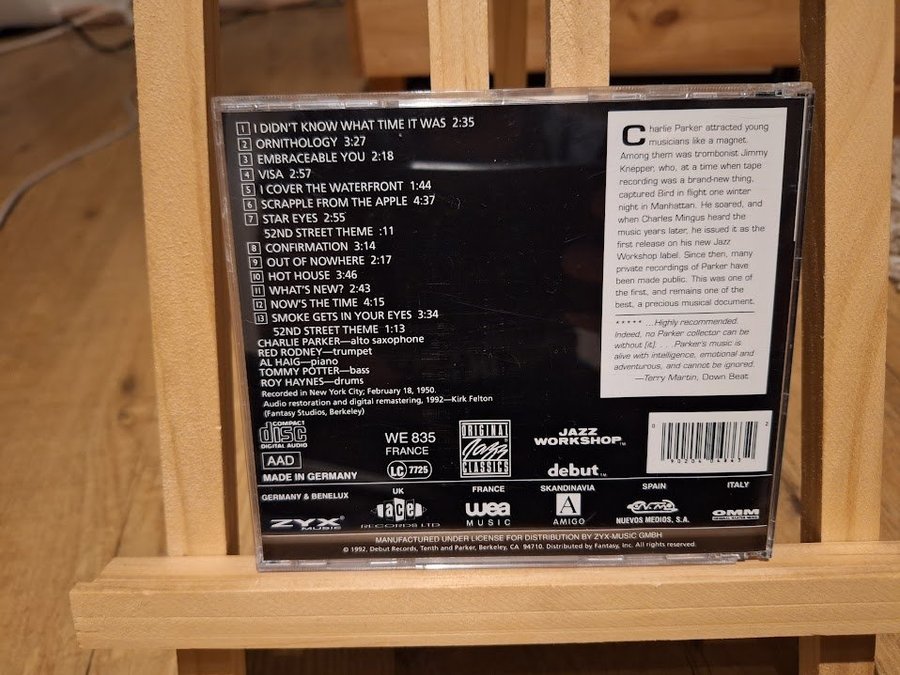 1 I DIDN'T KNOW WHAT TIME IT WAS 2:35
2 ORNITHOLOGY 3:27
3 EMBRACEABLE YOU 2:18
4 VISA 2:57
5 I COVER THE WATERFRONT 1:44
6 SCRAPPLE FROM THE APPLE 4:37
7 STAR EYES 2:55
52ND STREET THEME :11
8 CONFIRMATION 3:14
9 OUT OF NOWHERE 2:17
10 HOT HOUSE 3:46
11 WHAT'S NEW? 2:43
12 NOW'S THE TIME 4:15
13 SMOKE GETS IN YOUR EYES 3:34
52ND STREET THEME 1:13
CHARLIE PARKER—alto saxophone
RED RODNEY—trumpet
AL HAIG—piano
TOMMY POTTER—bass
ROY HAYNES—drums
Recorded in New York City; February 18, 1950.
Audio restoration and digital remastering, 1992—Kirk Felton
(Fantasy Studios, Berkeley)
Charlie Parker attracted young
musicians like a magnet.
Among them was trombonist Jimmy
Knepper, who, at a time when tape
recording was a brand-new thing,
captured Bird in flight one winter
night in Manhattan. He soared, and
when Charles Mingus heard the
music years later, he issued it as the
first release on his new Jazz
Workshop label. Since then, many
private recordings of Parker have
been made public. This was one of
the first, and remains one of the
best, a precious musical document.
★★★★★ ...Highly recommended.
Indeed, no Parker collector can be
without [it]. . . .Parker's music is
alive with intelligence, emotional and
adventurous, and cannot be ignored.
—Terry Martin, Down Beat
COMPACT
disc
DIGITAL AUDIO
AAD
MADE IN GERMANY
WE 835
FRANCE
LC 7725
ORIGINAL
Jazz
CLASSICS
JAZZ
WORKSHOP™
debut™
GERMANY & BENELUX
ZYX®
MUSIC
UK
ace
RECORDS LTD
FRANCE
wea
MUSIC
SKANDINAVIA
A
AMIGO
SPAIN
NUEVOS MEDIOS, S.A.
ITALY
OMM
MANUFACTURED UNDER LICENSE FOR DISTRIBUTION BY ZYX-MUSIC GMBH
© 1992, Debut Records, Tenth and Parker, Berkeley, CA 94710. Distributed by Fantasy, Inc. All rights reserved.